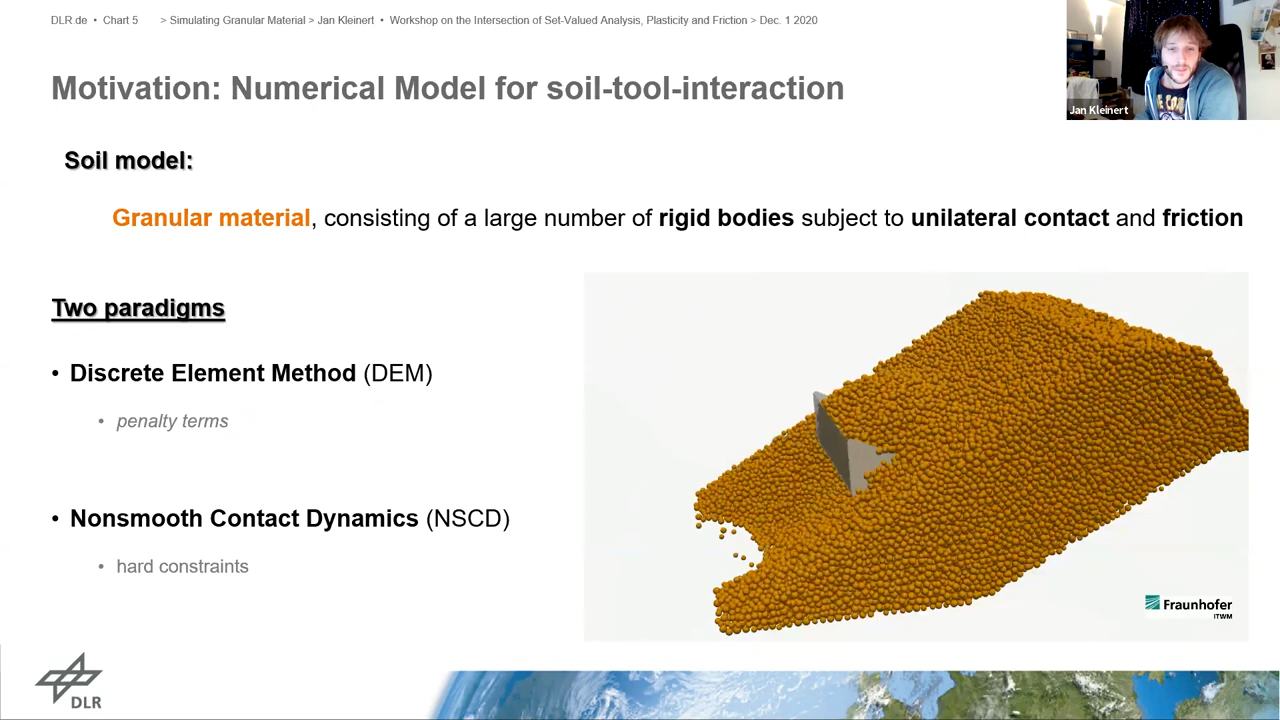 DLR.de • Chart 5 > Simulating Granular Material > Jan Kleinert • Workshop on the Intersection of Set-Valued Analysis, Plasticity and Friction > Dec. 1 2020
Motivation: Numerical Model for soil-tool-interaction
Jan Kleinert
Soil model:
Granular material, consisting of a large number of rigid bodies subject to unilateral contact and friction
Two paradigms
• Discrete Element Method (DEM)
• penalty terms
• Nonsmooth Contact Dynamics (NSCD)
• hard constraints
Fraunhofer
ITWM
DLR